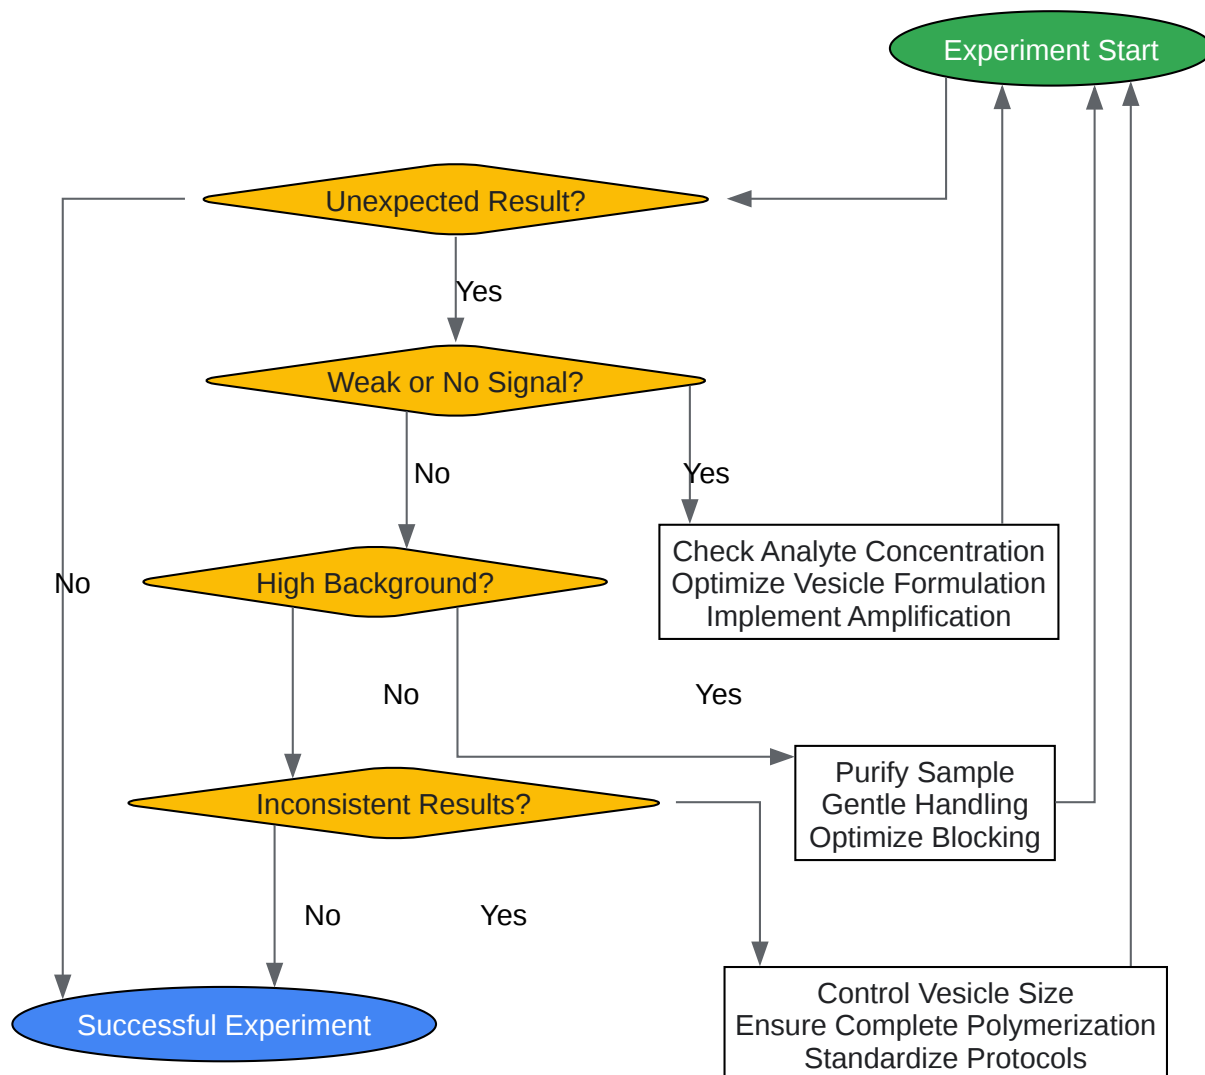 Experiment Start
Unexpected Result?
Yes
Weak or No Signal?
No
Yes
Check Analyte Concentration
Optimize Vesicle Formulation
Implement Amplification
No
High Background?
No
Yes
Purify Sample
Gentle Handling
Optimize Blocking
Inconsistent Results?
No
Yes
Control Vesicle Size
Ensure Complete Polymerization
Standardize Protocols
Successful Experiment